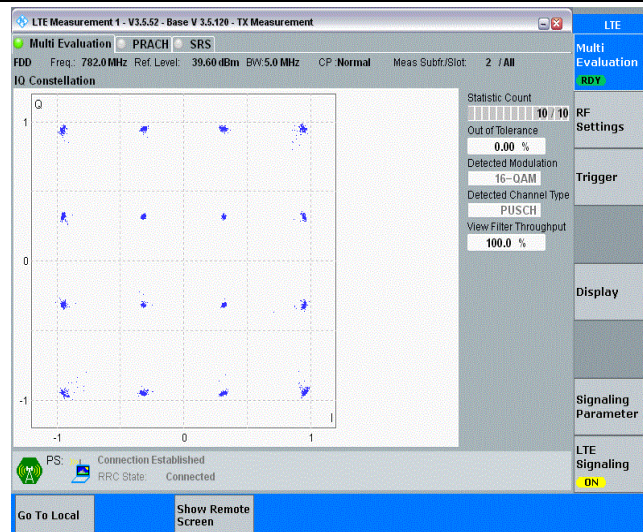 LTE Measurement 1 - V3.5.52 - Base V 3.5.120 - TX Measurement
LTE
Multi Evaluation PRACH SRS
Multi
Evaluation
RDY
FDD Freq.: 782.0 MHz Ref. Level: 39.60 dBm BW:5.0 MHz CP :Normal Meas Subfr./Slot: 2 / All
IQ Constellation
Q
1
0
-1
I
-1 0 1
Statistic Count
10 / 10
Out of Tolerance
0.00 %
Detected Modulation
16-QAM
Detected Channel Type
PUSCH
View Filter Throughput
100.0 %
RF
Settings
Trigger
Display
Signaling
Parameter
LTE
Signaling
ON
PS: Connection Established
RRC State: Connected
Go To Local
Show Remote
Screen